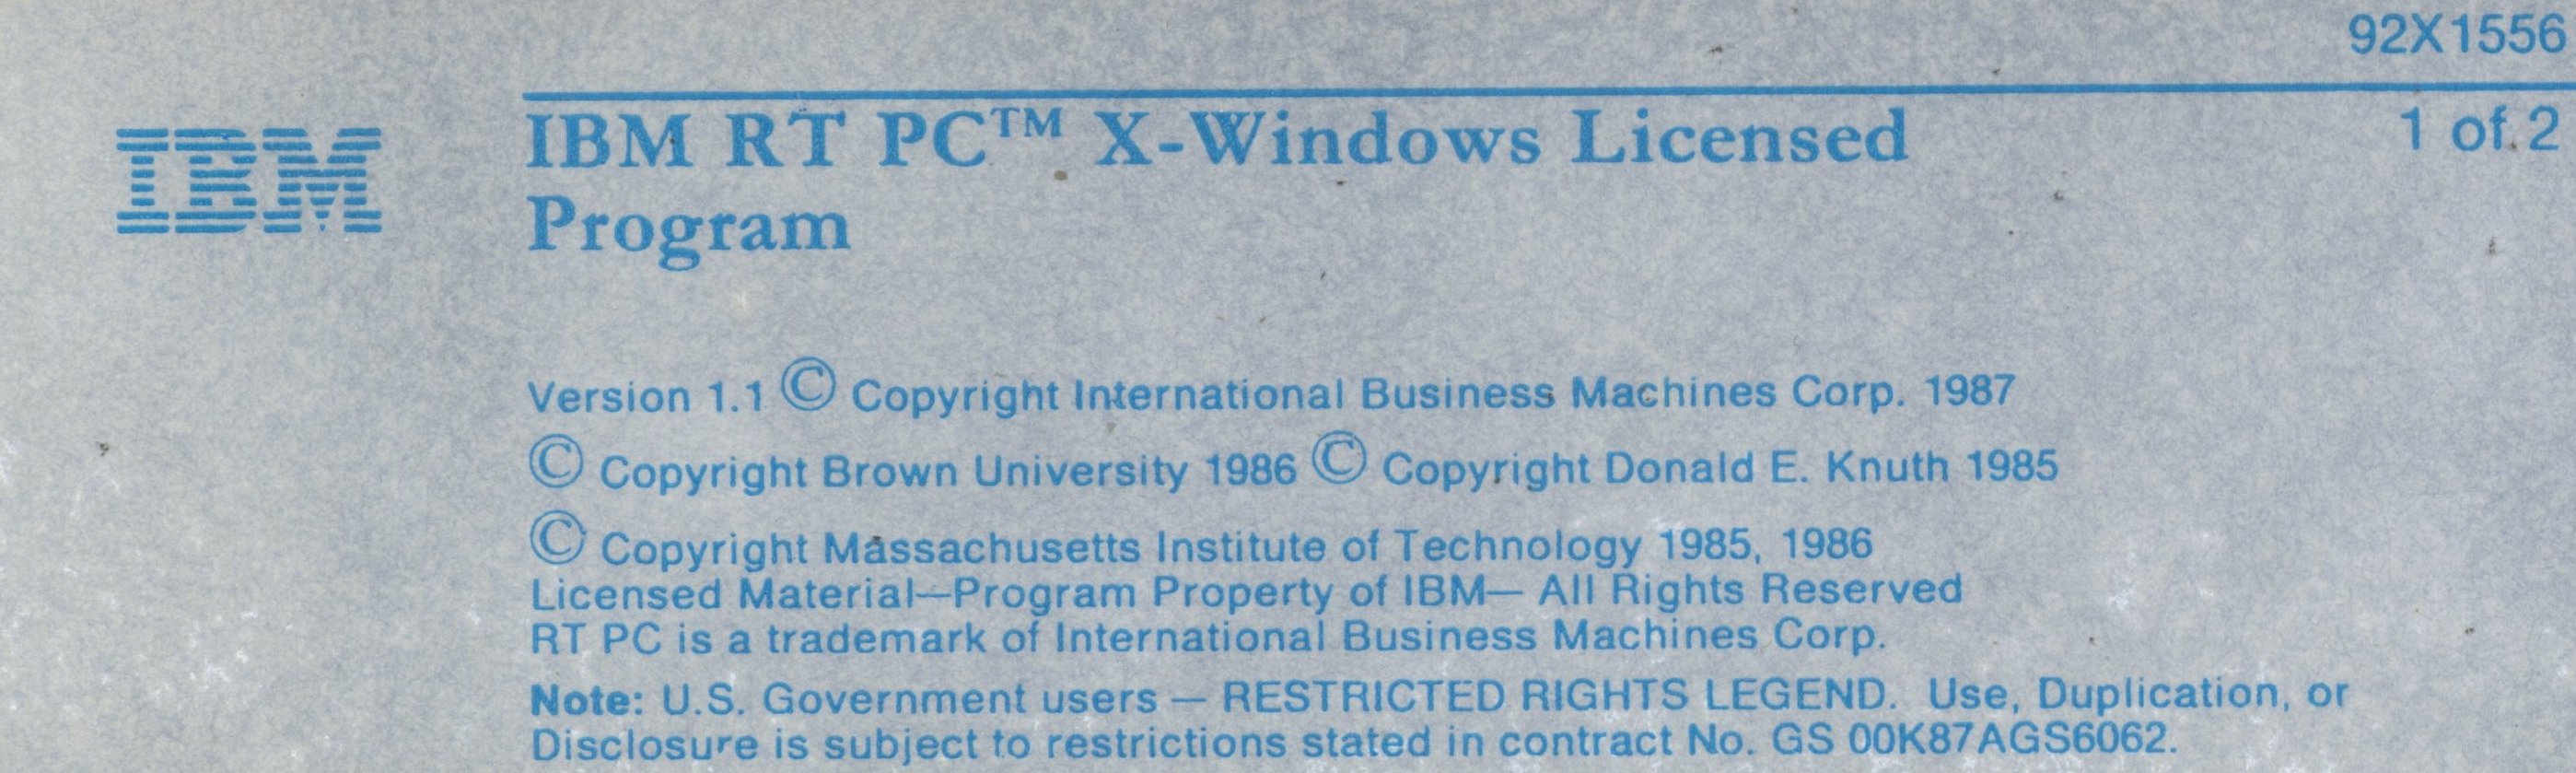 92X1556
IBM
IBM RT PC™ X-Windows Licensed
1 of 2
Program
Version 1.1 © Copyright International Business Machines Corp. 1987
© Copyright Brown University 1986 © Copyright Donald E. Knuth 1985
© Copyright Massachusetts Institute of Technology 1985, 1986
Licensed Material—Program Property of IBM— All Rights Reserved
RT PC is a trademark of International Business Machines Corp.
Note: U.S. Government users — RESTRICTED RIGHTS LEGEND. Use, Duplication, or
Disclosure is subject to restrictions stated in contract No. GS 00K87AGS6062.